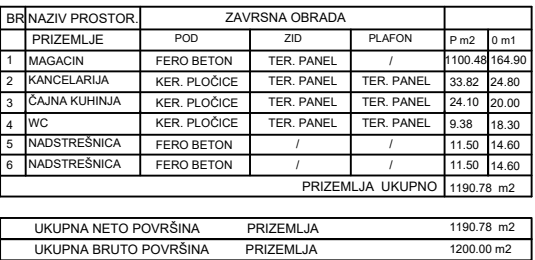 BR NAZIV PROSTOR. ZAVRSNA OBRADA
PRIZEMLJE POD ZID PLAFON P m2 0 m1
1 MAGACIN FERO BETON TER. PANEL / 1100.48 164.90
2 KANCELARIJA KER. PLOČICE TER. PANEL TER. PANEL 33.82 24.80
3 ČAJNA KUHINJA KER. PLOČICE TER. PANEL TER. PANEL 24.10 20.00
4 WC KER. PLOČICE TER. PANEL TER. PANEL 9.38 18.30
5 NADSTREŠNICA FERO BETON / / 11.50 14.60
6 NADSTREŠNICA FERO BETON / / 11.50 14.60
PRIZEMLJA UKUPNO 1190.78 m2
UKUPNA NETO POVRŠINA PRIZEMLJA 1190.78 m2
UKUPNA BRUTO POVRŠINA PRIZEMLJA 1200.00 m2